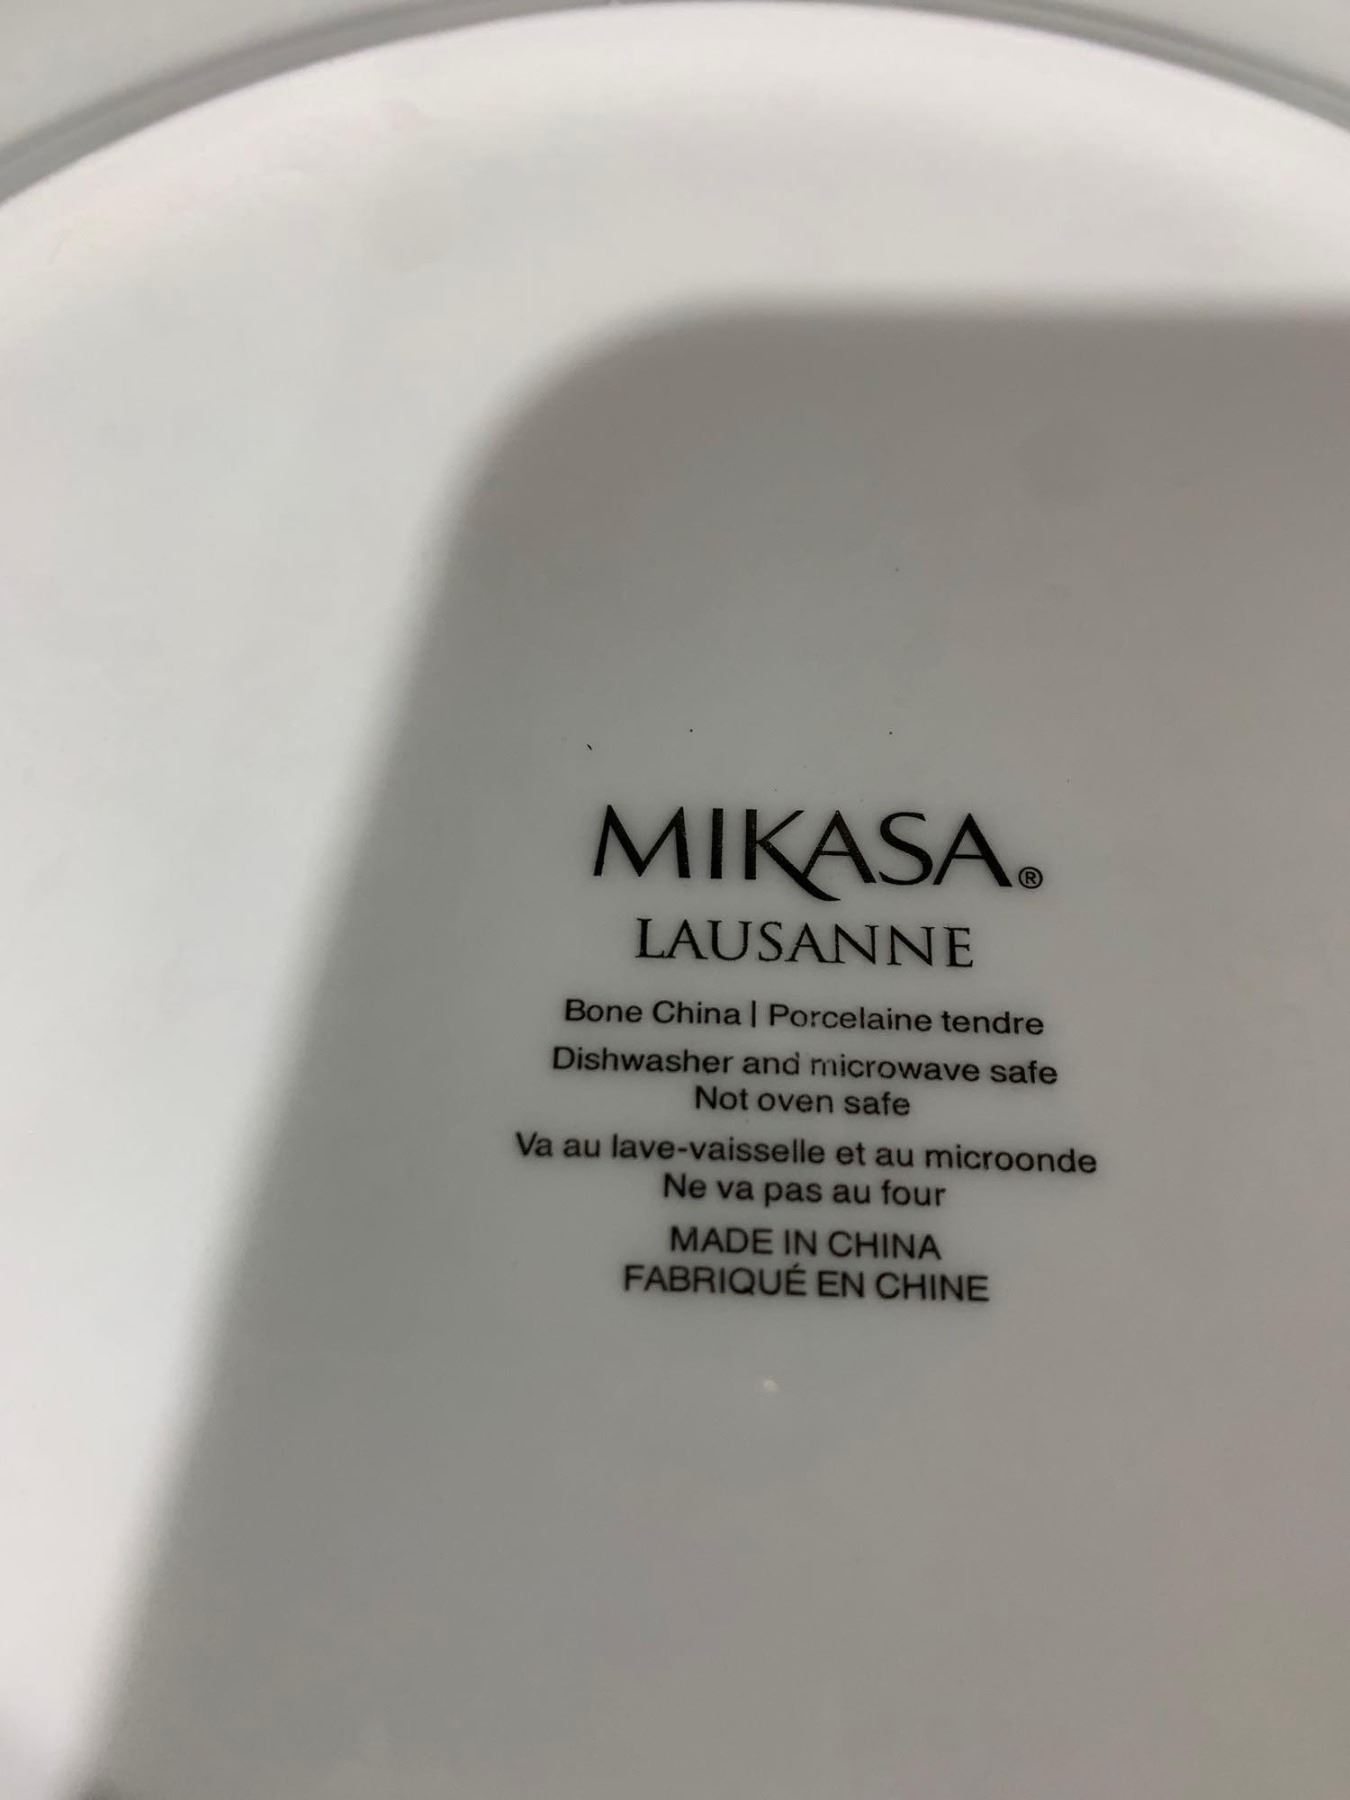 MIKASA®
LAUSANNE
Bone China | Porcelaine tendre
Dishwasher and microwave safe
Not oven safe
Va au lave-vaisselle et au microonde
Ne va pas au four
MADE IN CHINA
FABRIQUÉ EN CHINE